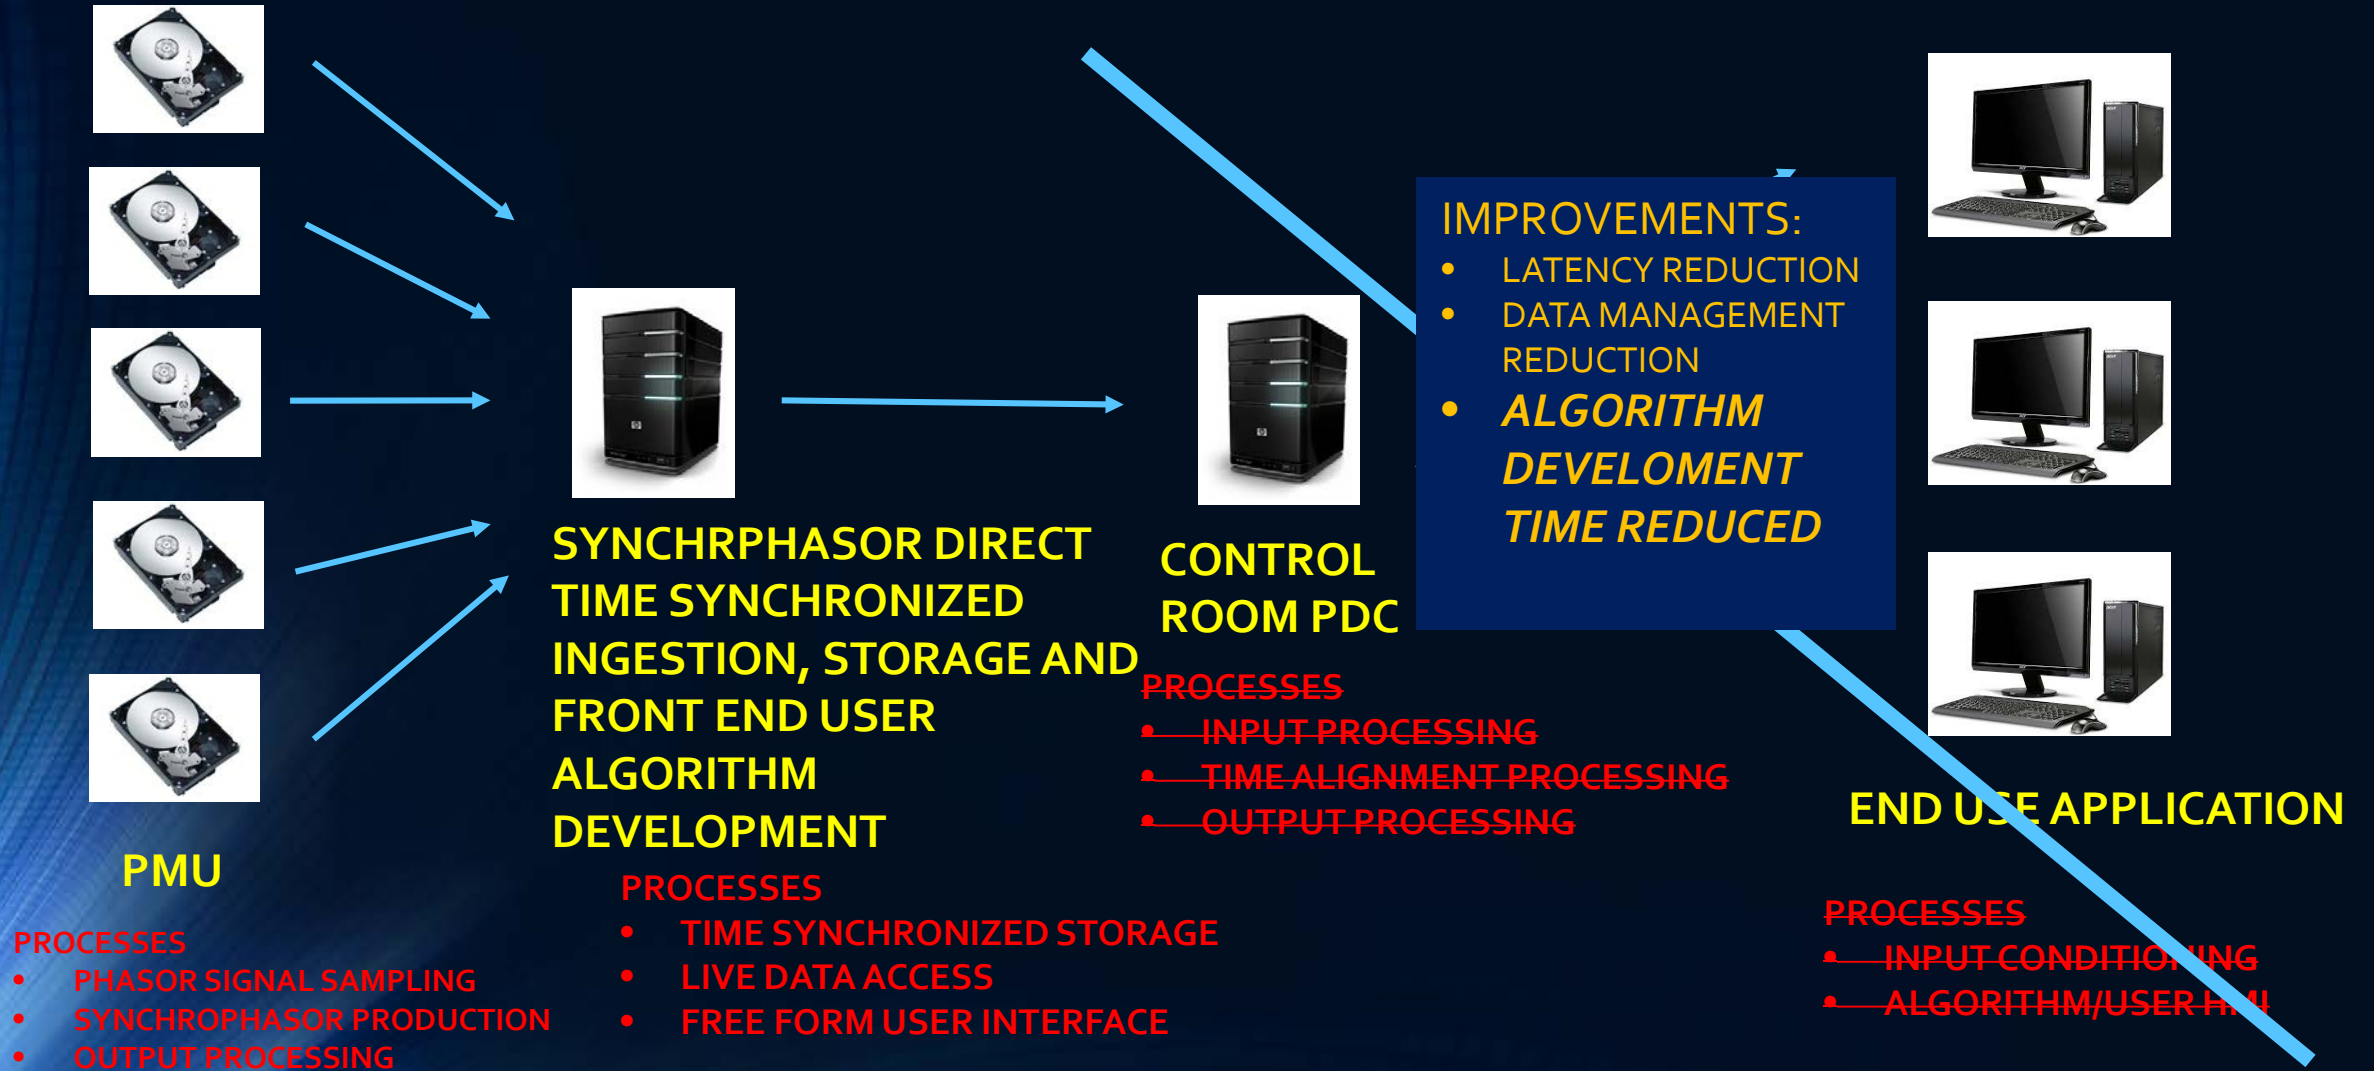 PMU
PROCESSES
• PHASOR SIGNAL SAMPLING
• SYNCHROPHASOR PRODUCTION
• OUTPUT PROCESSING
SYNCHRPHASOR DIRECT
TIME SYNCHRONIZED
INGESTION, STORAGE AND
FRONT END USER
ALGORITHM
DEVELOPMENT
PROCESSES
• TIME SYNCHRONIZED STORAGE
• LIVE DATA ACCESS
• FREE FORM USER INTERFACE
CONTROL
ROOM PDC
PROCESSES
• INPUT PROCESSING
• TIME ALIGNMENT PROCESSING
• OUTPUT PROCESSING
IMPROVEMENTS:
• LATENCY REDUCTION
• DATA MANAGEMENT
REDUCTION
• ALGORITHM
DEVELOMENT
TIME REDUCED
END USE APPLICATION
PROCESSES
• INPUT CONDITIONING
• ALGORITHM/USER HMI